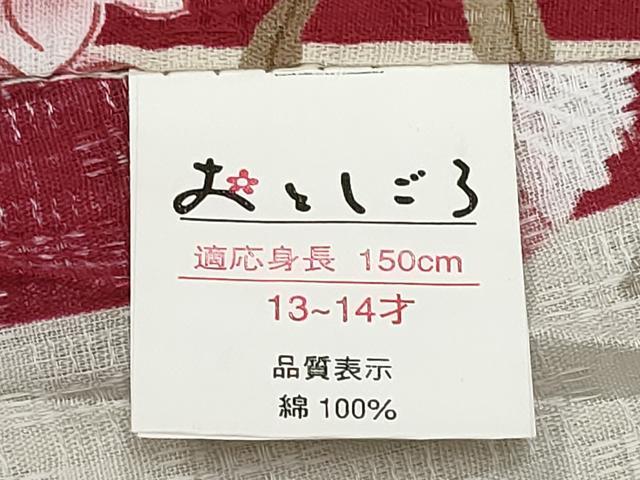 おとしごろ
適応身長 150cm
13~14才
品質表示
綿 100%